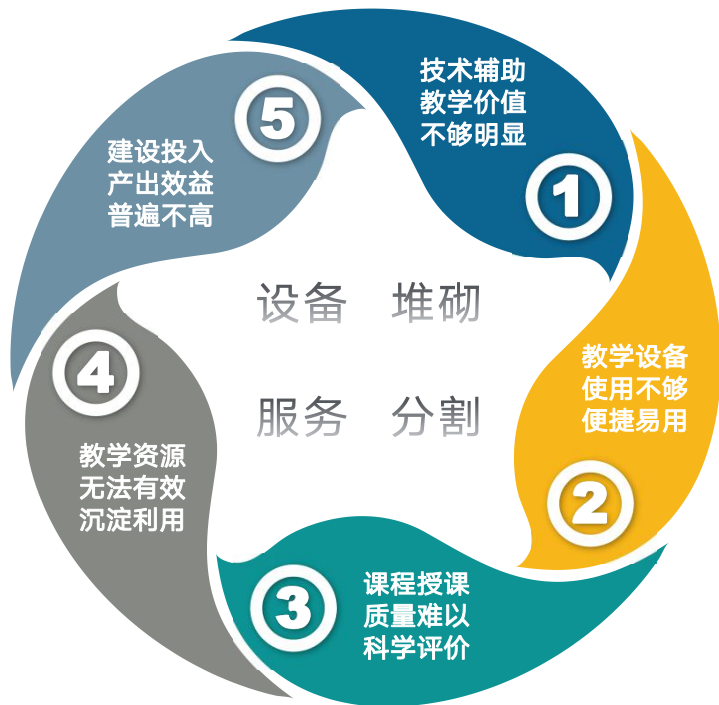 技术辅助
教学价值
不够明显
1
教学设备
使用不够
便捷易用
2
课程授课
质量难以
科学评价
3
4
教学资源
无法有效
沉淀利用
5
建设投入
产出效益
普遍不高
设备 堆砌
服务 分割